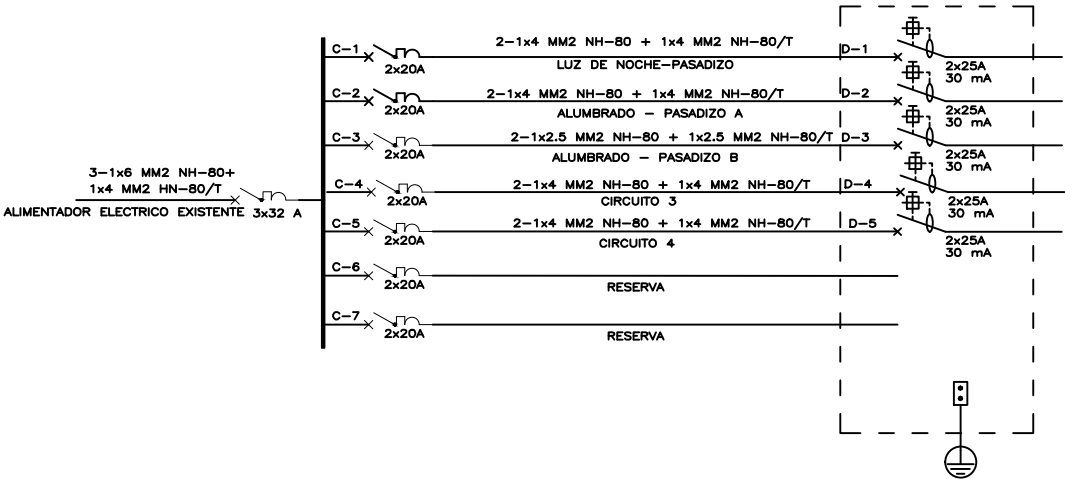 3-1x6 MM2 NH-80+
1x4 MM2 HN-80/T
ALIMENTADOR ELECTRICO EXISTENTE 3x32 A
C-1
2x20A
2-1x4 MM2 NH-80 + 1x4 MM2 NH-80/T
LUZ DE NOCHE-PASADIZO
D-1
2x25A
30 mA
C-2
2x20A
2-1x4 MM2 NH-80 + 1x4 MM2 NH-80/T
ALUMBRADO - PASADIZO A
D-2
2x25A
30 mA
C-3
2x20A
2-1x2.5 MM2 NH-80 + 1x2.5 MM2 NH-80/T
ALUMBRADO - PASADIZO B
D-3
2x25A
30 mA
C-4
2x20A
2-1x4 MM2 NH-80 + 1x4 MM2 NH-80/T
CIRCUITO 3
D-4
2x25A
30 mA
C-5
2x20A
2-1x4 MM2 NH-80 + 1x4 MM2 NH-80/T
CIRCUITO 4
D-5
2x25A
30 mA
C-6
2x20A
RESERVA
C-7
2x20A
RESERVA